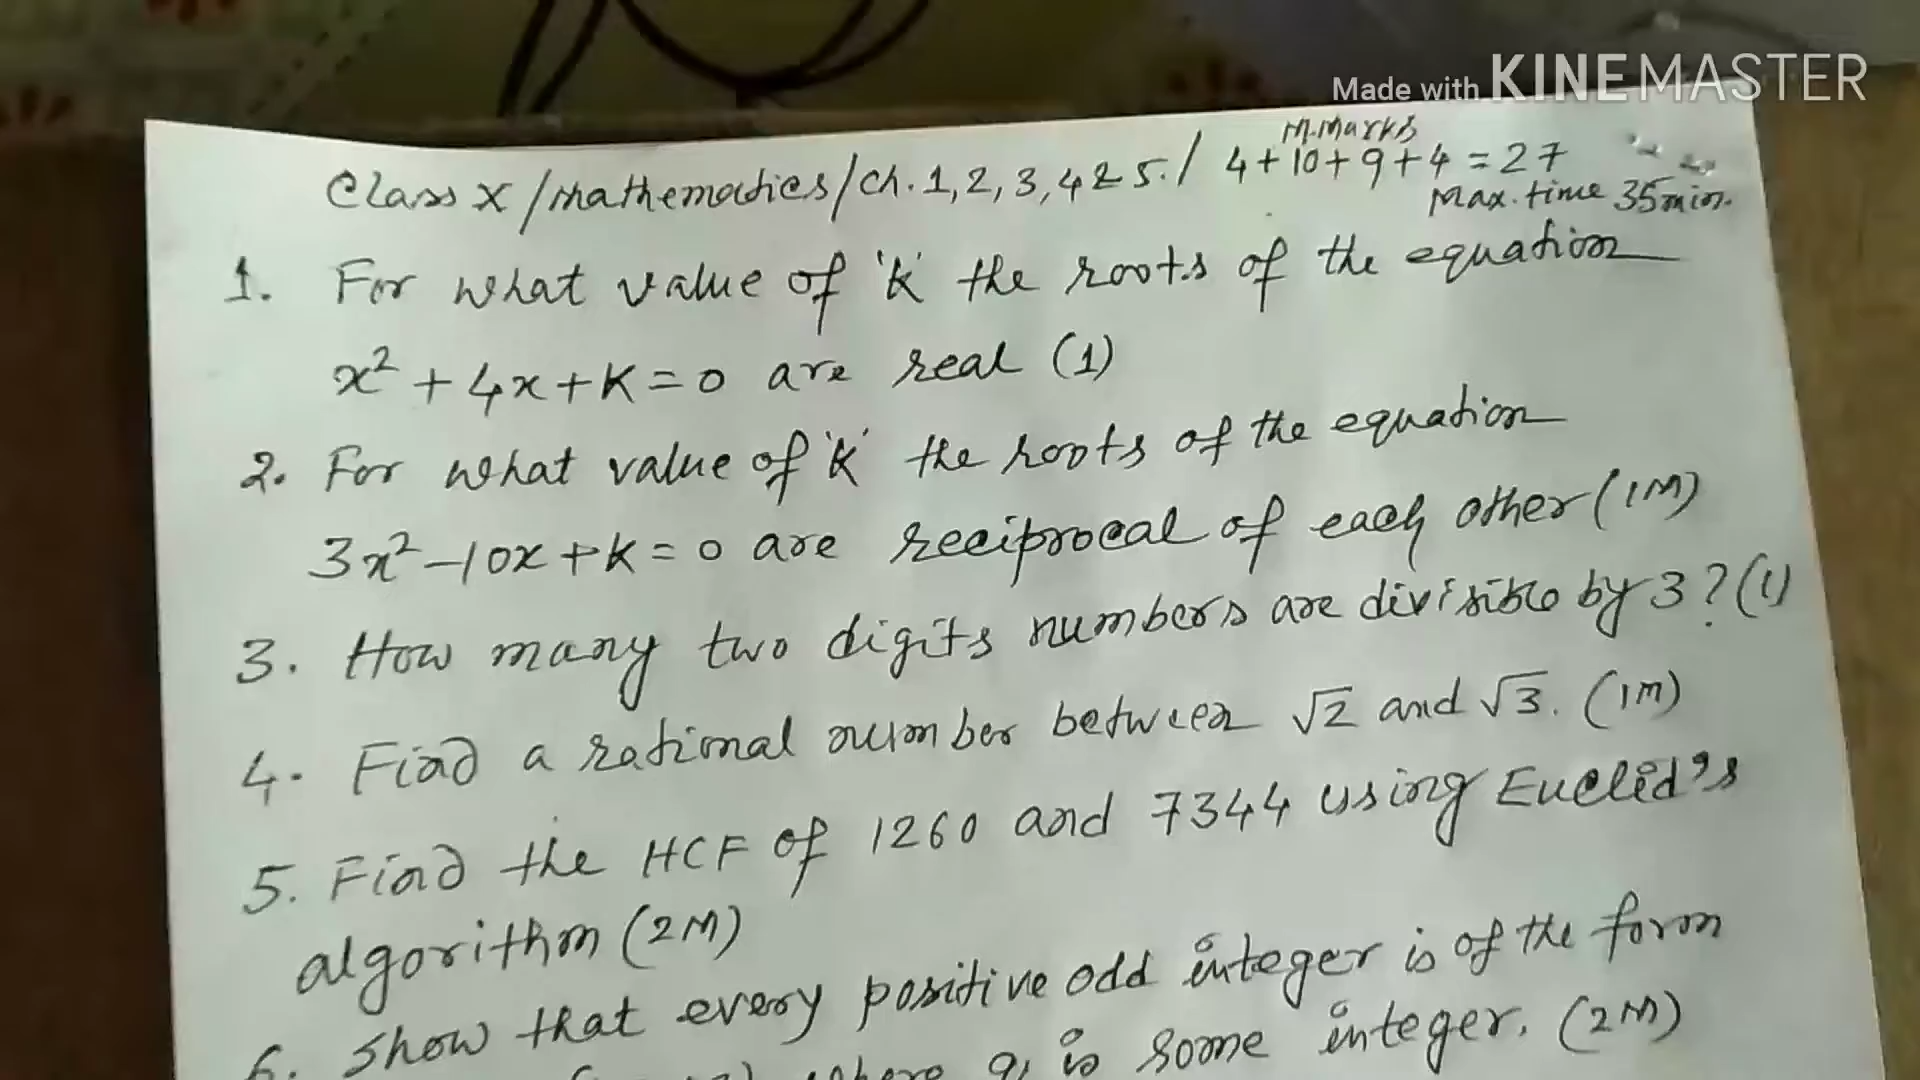 Made with KINEMASTER
M.Marks
Class X/Mathematics/Ch.1,2,3,4 & 5./ 4+10+9+4=27
Max. time 35min.
1. For what value of 'K' the roots of the equation
x² + 4x + K = 0 are real (1)
2. For what value of 'K' the roots of the equation
3x² - 10x + K = 0 are reciprocal of each other (1M)
3. How many two digits numbers are divisible by 3? (1)
4. Find a rational number between √2 and √3. (1M)
5. Find the HCF of 1260 and 7344 using Euclid's
algorithm (2M)
6. Show that every positive odd integer is of the form
where q is some integer. (2M)